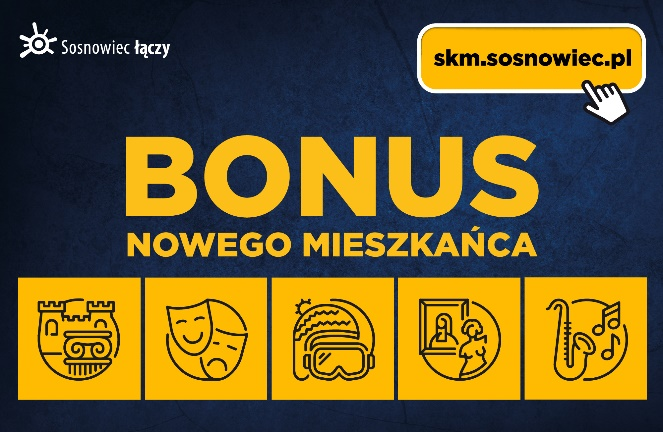 Sosnowiec łączy
skm.sosnowiec.pl
BONUS
NOWEGO MIESZKAŃCA